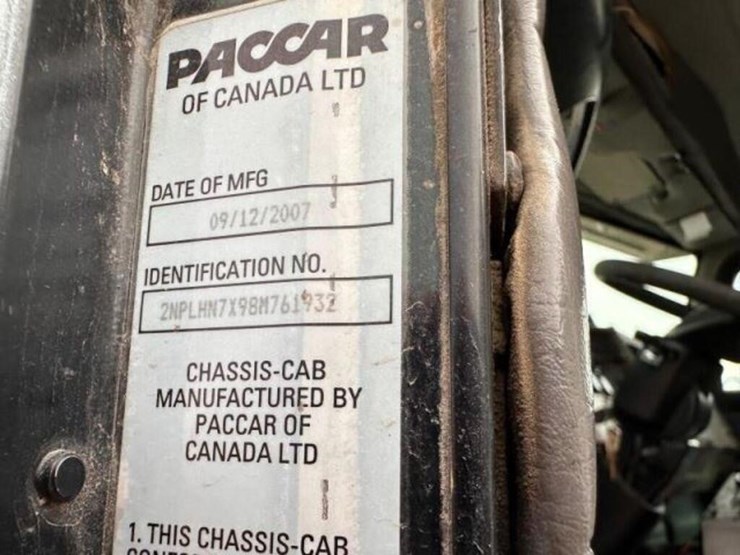 PACCAR
OF CANADA LTD
DATE OF MFG
09/12/2007
IDENTIFICATION NO.
2NPLHN7X98M761932
CHASSIS-CAB
MANUFACTURED BY
PACCAR OF
CANADA LTD
1. THIS CHASSIS-CAB